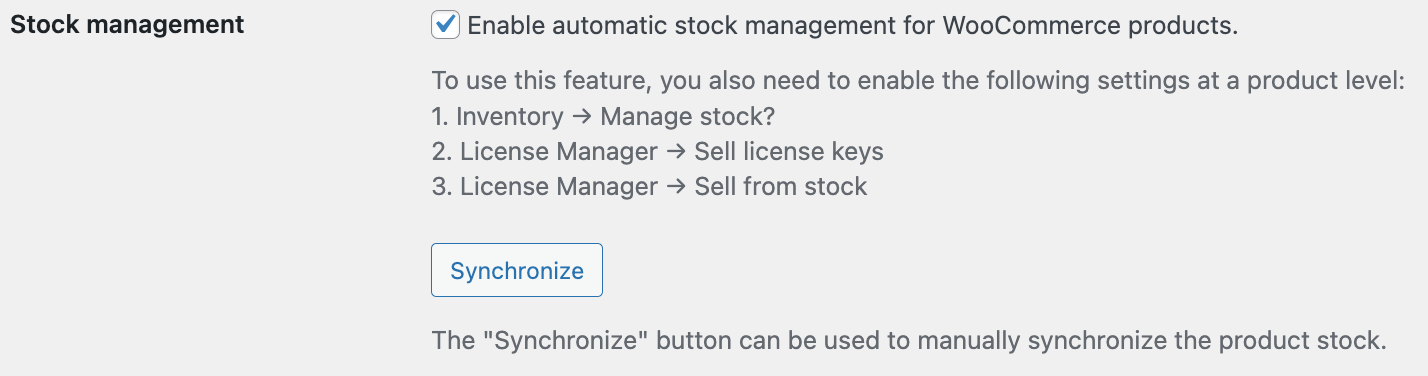 Stock management
Enable automatic stock management for WooCommerce products.
To use this feature, you also need to enable the following settings at a product level:
1. Inventory → Manage stock?
2. License Manager → Sell license keys
3. License Manager → Sell from stock
Synchronize
The "Synchronize" button can be used to manually synchronize the product stock.